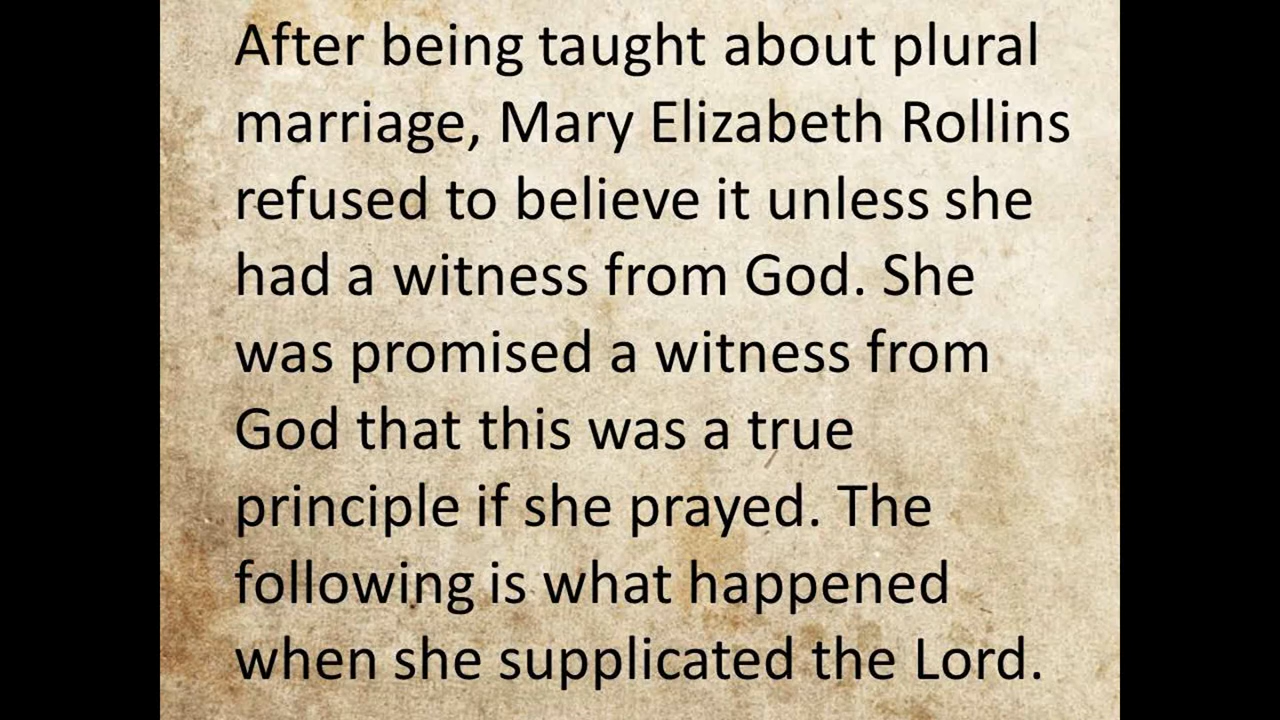 After being taught about plural
marriage, Mary Elizabeth Rollins
refused to believe it unless she
had a witness from God. She
was promised a witness from
God that this was a true
principle if she prayed. The
following is what happened
when she supplicated the Lord.